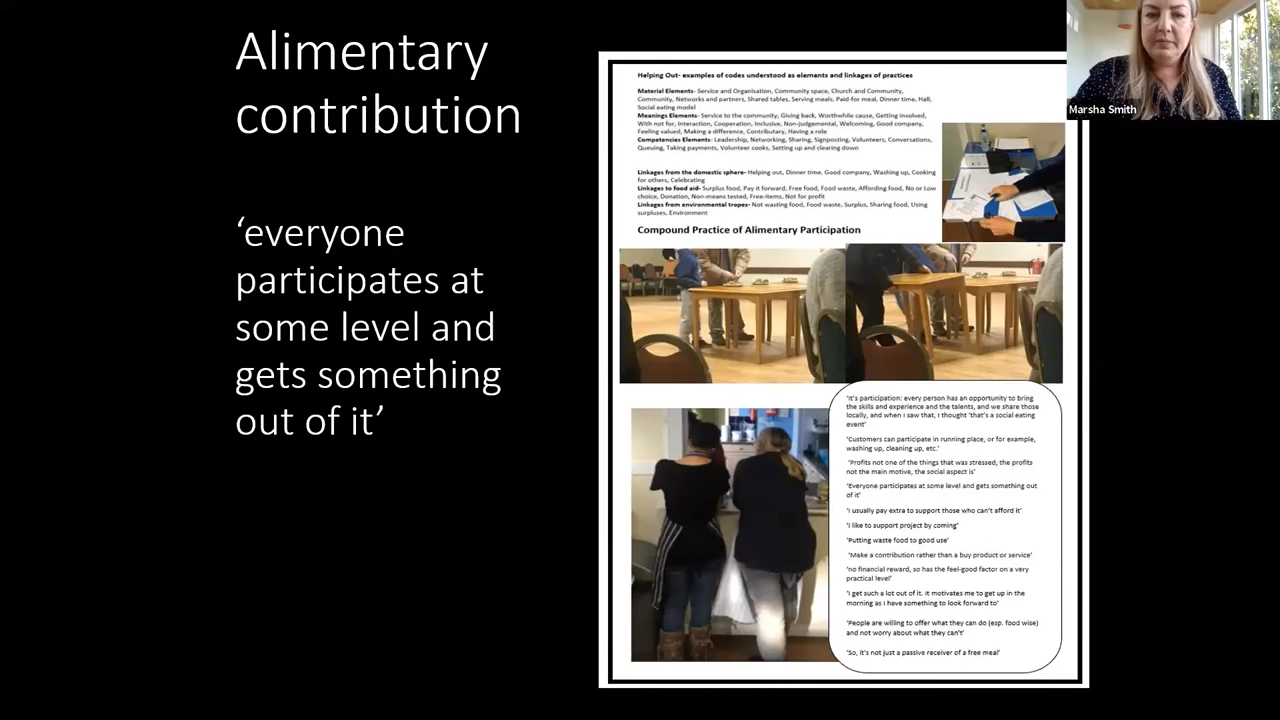 Alimentary
contribution
‘everyone
participates at
some level and
gets something
out of it’
Helping Out- examples of codes understood as elements and linkages of practices
Material Elements- Service and Organisation, Community space, Church and Community,
Community, Networks and partners, Shared tables, Serving meals, Paid-for meal, Dinner time, Hall,
Social eating model
Meanings Elements- Service to the community, Giving back, Worthwhile cause, Getting involved,
With not for, Interaction, Cooperation, Inclusive, Non-judgemental, Welcoming, Good company,
Feeling valued, Making a difference, Contributary, Having a role
Competencies Elements- Leadership, Networking, Sharing, Signposting, Volunteers, Conversations,
Queuing, Taking payments, Volunteer cooks, Setting up and clearing down
Linkages from the domestic sphere- Helping out, Dinner time, Good company, Washing up, Cooking
for others, Celebrating
Linkages to food aid- Surplus food, Pay it forward, Free food, Food waste, Affording food, No or Low
choice, Donation, Non-means tested, Free-items, Not for profit
Linkages from environmental tropes- Not wasting food, Food waste, Surplus, Sharing food, Using
surpluses, Environment
Compound Practice of Alimentary Participation
‘It’s participation: every person has an opportunity to bring
the skills and experience and the talents, and we share those
locally, and when I saw that, I thought ‘that’s a social eating
event’
‘Customers can participate in running place, or for example,
washing up, cleaning up, etc.’
‘Profits not one of the things that was stressed; the profits
not the main motive, the social aspect is’
‘Everyone participates at some level and gets something out
of it’
‘I usually pay extra to support those who can’t afford it’
‘I like to support project by coming’
‘Putting waste food to good use’
‘Make a contribution rather than a buy product or service’
‘no financial reward, so has the feel-good factor on a very
practical level’
‘I get such a lot out of it. It motivates me to get up in the
morning as I have something to look forward to’
‘People are willing to offer what they can do (esp. food wise)
and not worry about what they can’t’
‘So, it’s not just a passive receiver of a free meal’
Marsha Smith